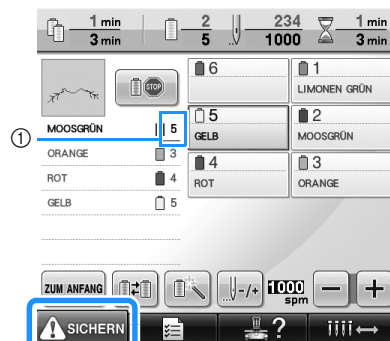 1 min
3 min
2
5
234
1000
1 min
3 min
6
1
LIMONEN GRÜN
MOOSGRÜN 5
5
GELB
2
MOOSGRÜN
1
ORANGE 3
ROT 4
4
ROT
3
ORANGE
GELB 5
ZUM ANFANG
-/+
1000
spm
− +
SICHERN
?